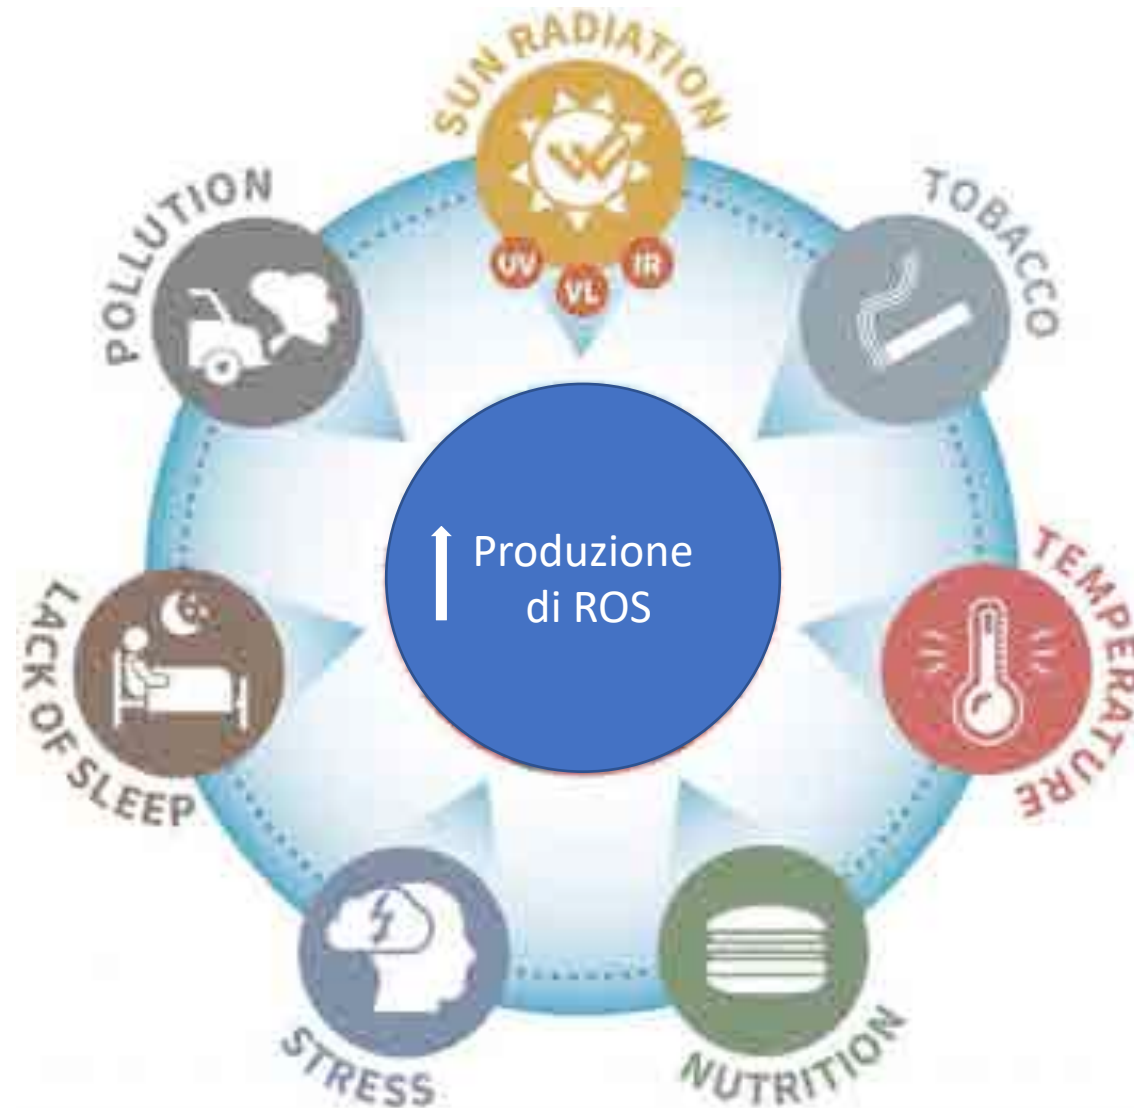 SUN RADIATION
UV
VL
IR
TOBACCO
TEMPERATURE
NUTRITION
STRESS
LACK OF SLEEP
POLLUTION
Produzione
di ROS